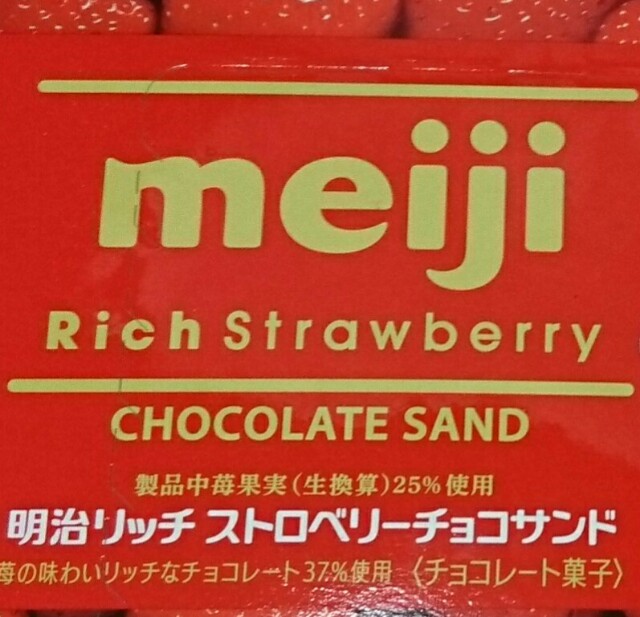 meiji
Rich Strawberry
CHOCOLATE SAND
製品中苺果実(生換算)25%使用
明治リッチ ストロベリーチョコサンド
苺の味わいリッチなチョコレート37%使用 〈チョコレート菓子〉